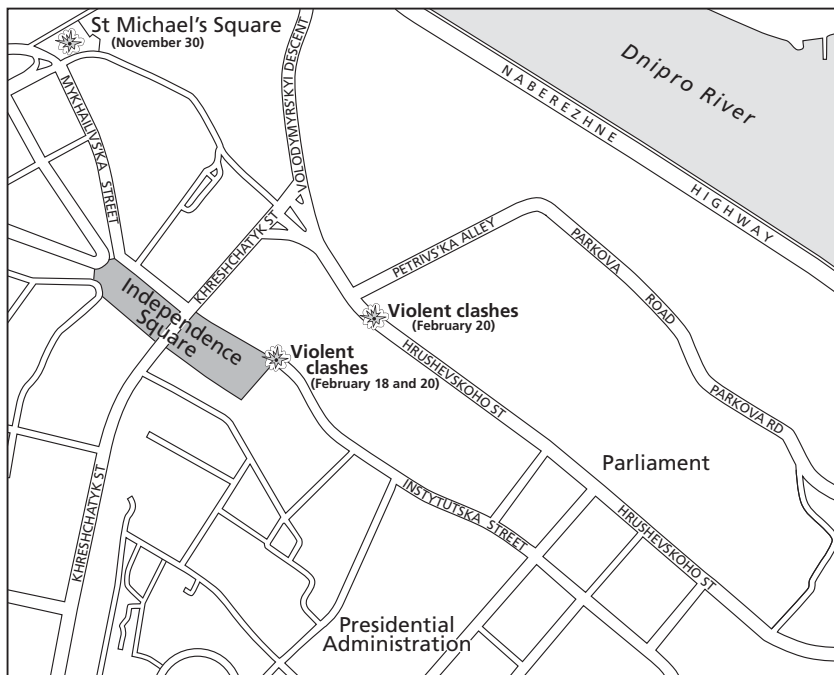 St Michael's Square
(November 30)
Dnipro River
NABEREZHNE HIGHWAY
MYKHAILIVS'KA STREET
VOLODYMYRS'KYI DESCENT
KHRESHCHATYK ST
PETRIVS'KA ALLEY
PARKOVA ROAD
Independence
Square
Violent clashes
(February 20)
Violent
clashes
(February 18 and 20)
HRUSHEVSKOHO ST
PARKOVA RD
Parliament
KHRESHCHATYK ST
INSTYTUTSKA STREET
HRUSHEVSKOHO ST
Presidential
Administration